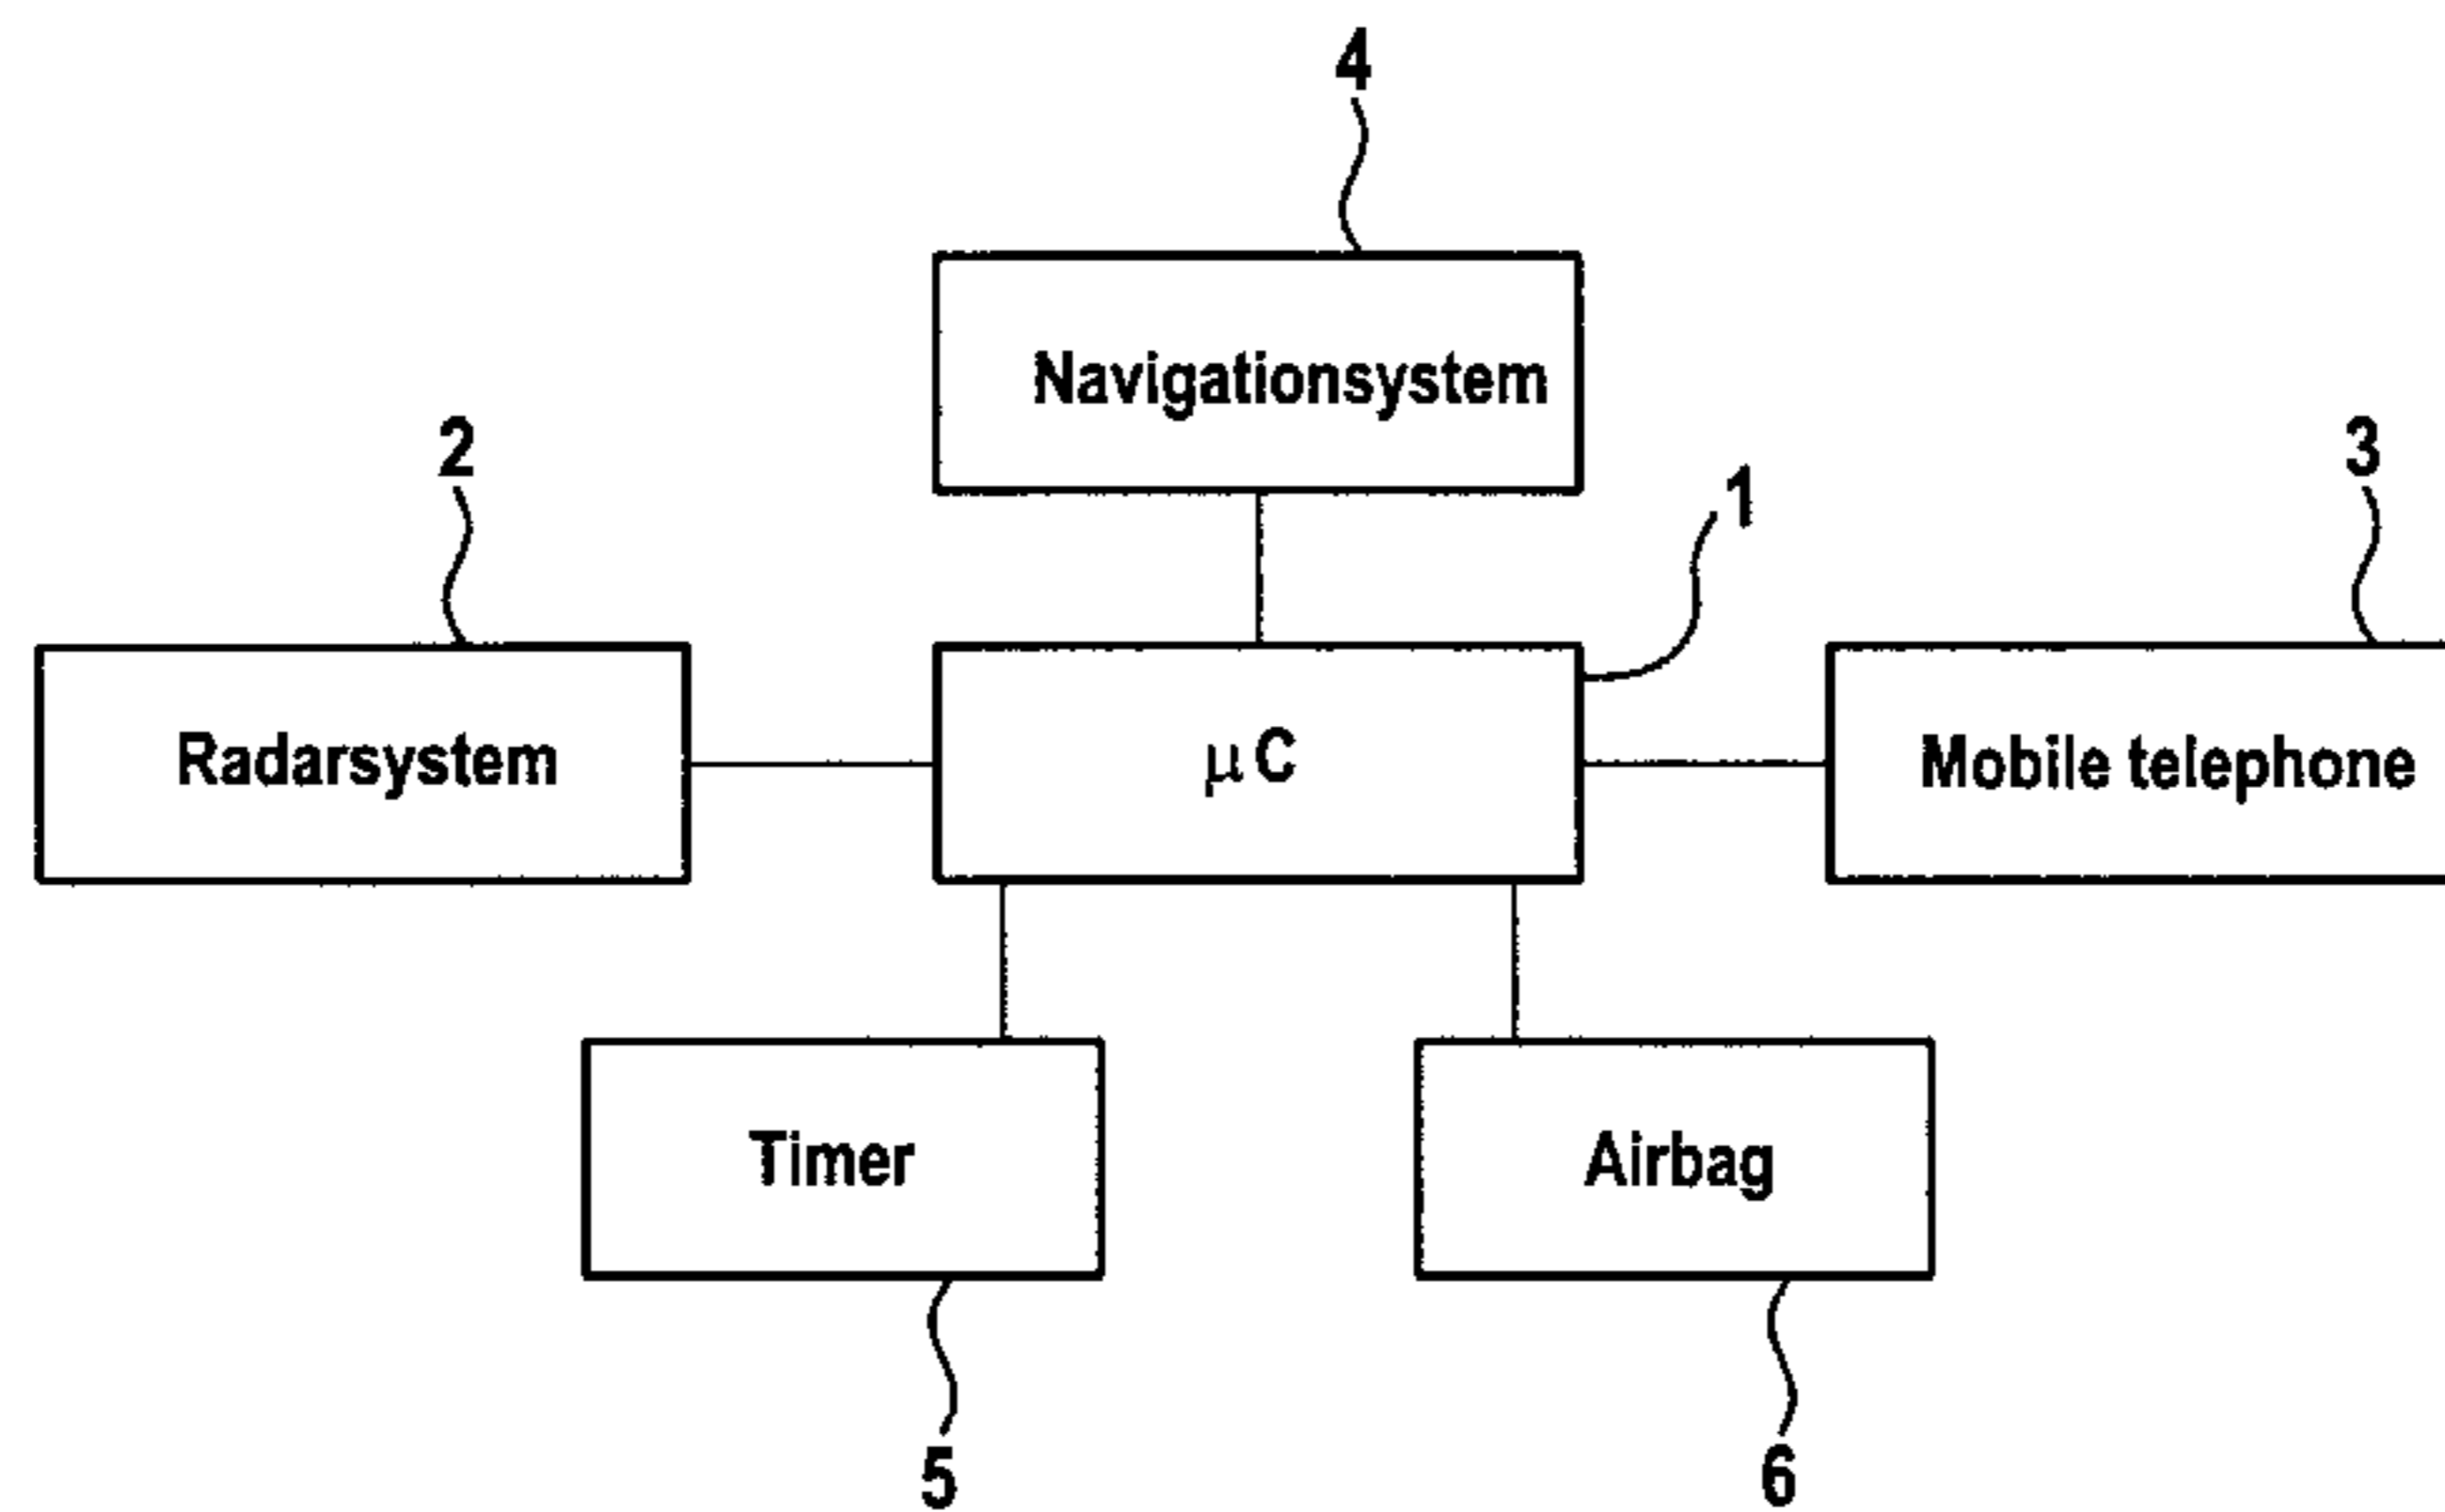 4
Navigationsystem
2
3
1
Radarsystem
μC
Mobile telephone
Timer
Airbag
5
6